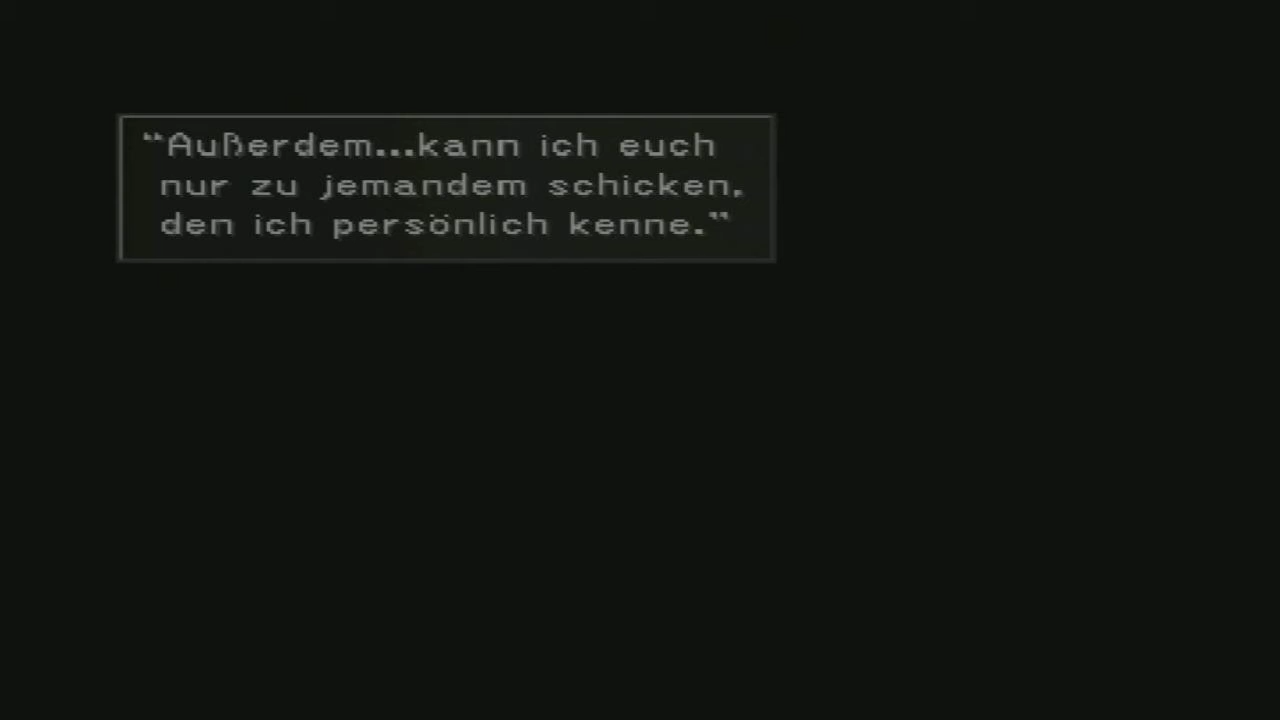 “Außerdem...kann ich euch
nur zu jemandem schicken,
den ich persönlich kenne.”